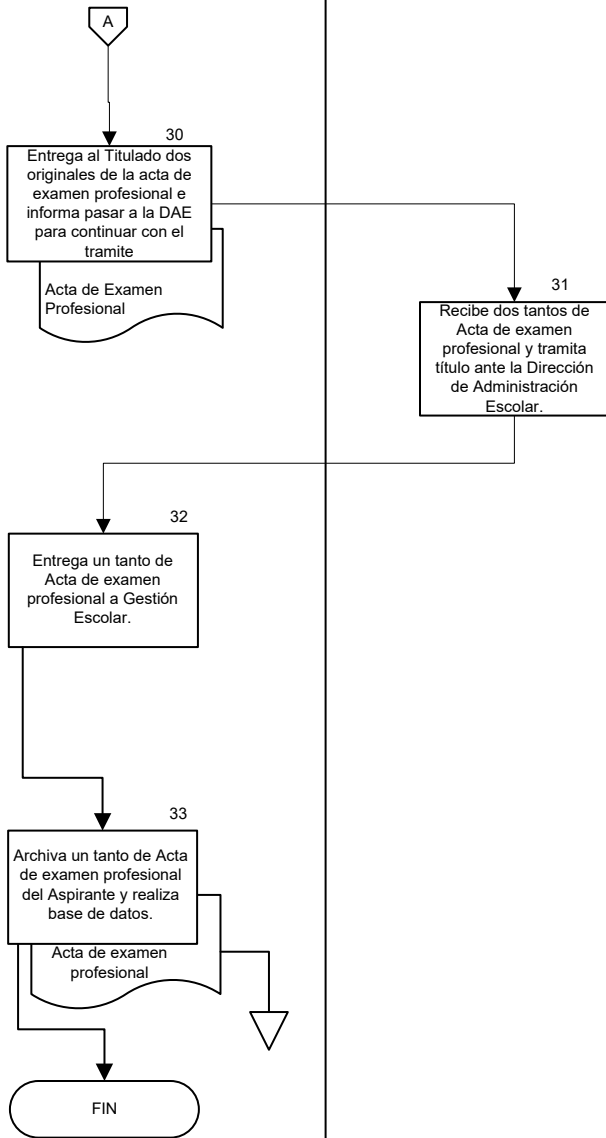 A
30
Entrega al Titulado dos
originales de la acta de
examen profesional e
informa pasar a la DAE
para continuar con el
tramite
Acta de Examen
Profesional
31
Recibe dos tantos de
Acta de examen
profesional y tramita
título ante la Dirección
de Administración
Escolar.
32
Entrega un tanto de
Acta de examen
profesional a Gestión
Escolar.
33
Archiva un tanto de Acta
de examen profesional
del Aspirante y realiza
base de datos.
Acta de examen
profesional
FIN